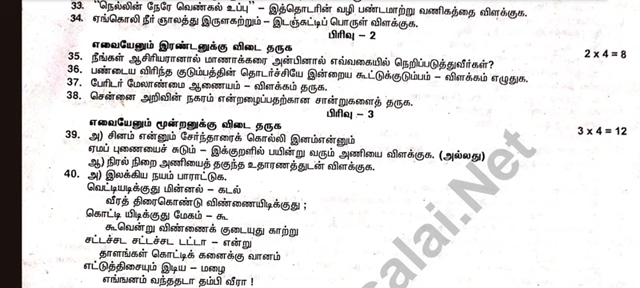 33. "நெல்லின் நேரே வெண்கல் உப்பு" – இத்தொடரின் வழி பண்டமாற்று வணிகத்தை விளக்குக.
34. ஏங்கொலி நீர் ஞாலத்து இருளகற்றும் – இடஞ்சுட்டிப் பொருள் விளக்குக.
பிரிவு – 2
எவையேனும் இரண்டனுக்கு விடை தருக 2 x 4 = 8
35. நீங்கள் ஆசிரியரானால் மாணாக்கரை அன்பினால் எவ்வகையில் நெறிப்படுத்துவீர்கள்?
36. பண்டைய விரிந்த குடும்பத்தின் தொடர்ச்சியே இன்றைய கூட்டுக்குடும்பம் – விளக்கம் எழுதுக.
37. பேரிடர் மேலாண்மை ஆணையம் – விளக்கம் தருக.
38. சென்னை அறிவின் நகரம் என்றழைப்பதற்கான சான்றுகளைத் தருக.
பிரிவு – 3
எவையேனும் மூன்றனுக்கு விடை தருக 3 x 4 = 12
39. அ) சினம் என்னும் சேர்ந்தாரைக் கொல்லி இனம்என்னும்
ஏமப் புணையைச் சுடும் – இக்குறளில் பயின்று வரும் அணியை விளக்குக. (அல்லது)
ஆ) நிரல் நிறை அணியைத் தகுந்த உதாரணத்துடன் விளக்குக.
40. அ) இலக்கிய நயம் பாராட்டுக.
வெட்டியடிக்குது மின்னல் – கடல்
வீரத் திரைகொண்டு விண்ணையிடிக்குது ;
கொட்டி யிடிக்குது மேகம் – கூ
கூவென்று விண்ணைக் குடையுது காற்று
சட்டச்சட சட்டச்சட டட்டா – என்று
தாளங்கள் கொட்டிக் கனைக்கு வானம்
எட்டுத்திசையும் இடிய – மழை
எங்ஙனம் வந்ததடா தம்பி வீரா !
salai.Net